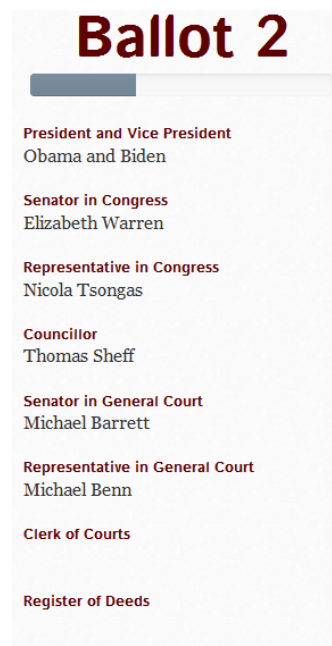 Ballot 2
President and Vice President
Obama and Biden
Senator in Congress
Elizabeth Warren
Representative in Congress
Nicola Tsongas
Councillor
Thomas Sheff
Senator in General Court
Michael Barrett
Representative in General Court
Michael Benn
Clerk of Courts
Register of Deeds